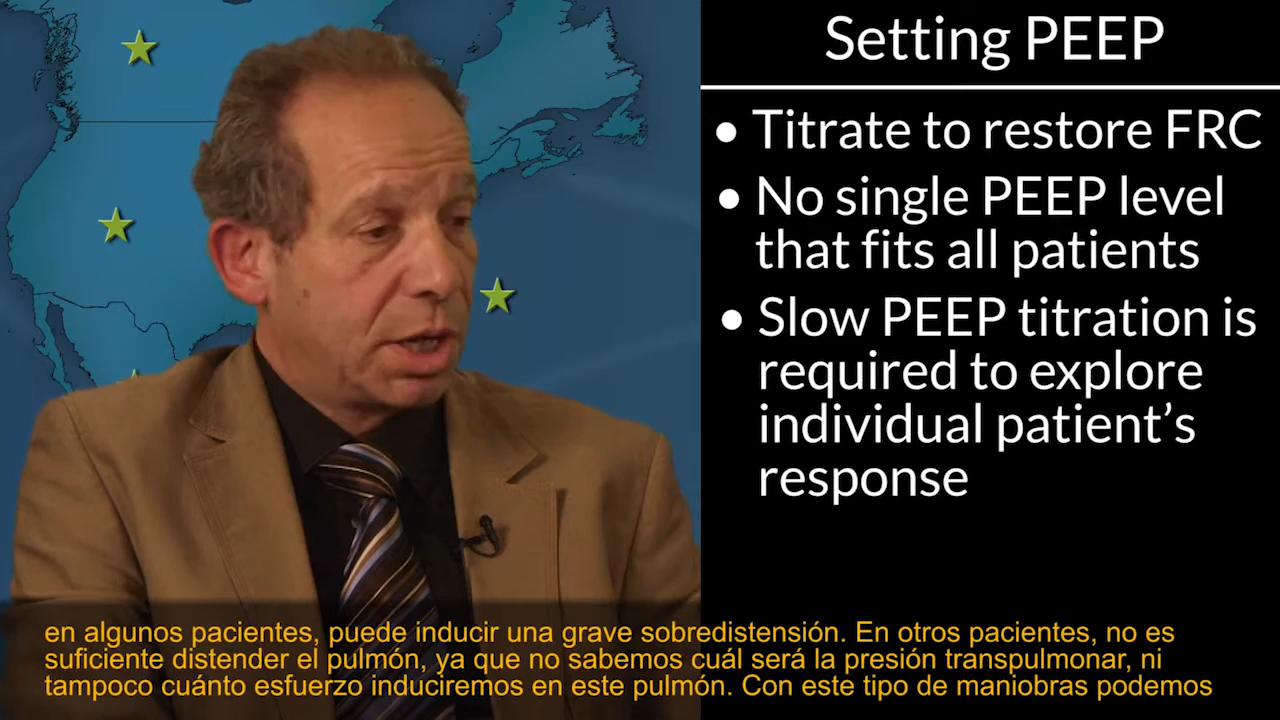 Setting PEEP
• Titrate to restore FRC
• No single PEEP level
that fits all patients
• Slow PEEP titration is
required to explore
individual patient's
response
en algunos pacientes, puede inducir una grave sobredistensión. En otros pacientes, no es
suficiente distender el pulmón, ya que no sabemos cuál será la presión transpulmonar, ni
tampoco cuánto esfuerzo induciremos en este pulmón. Con este tipo de maniobras podemos